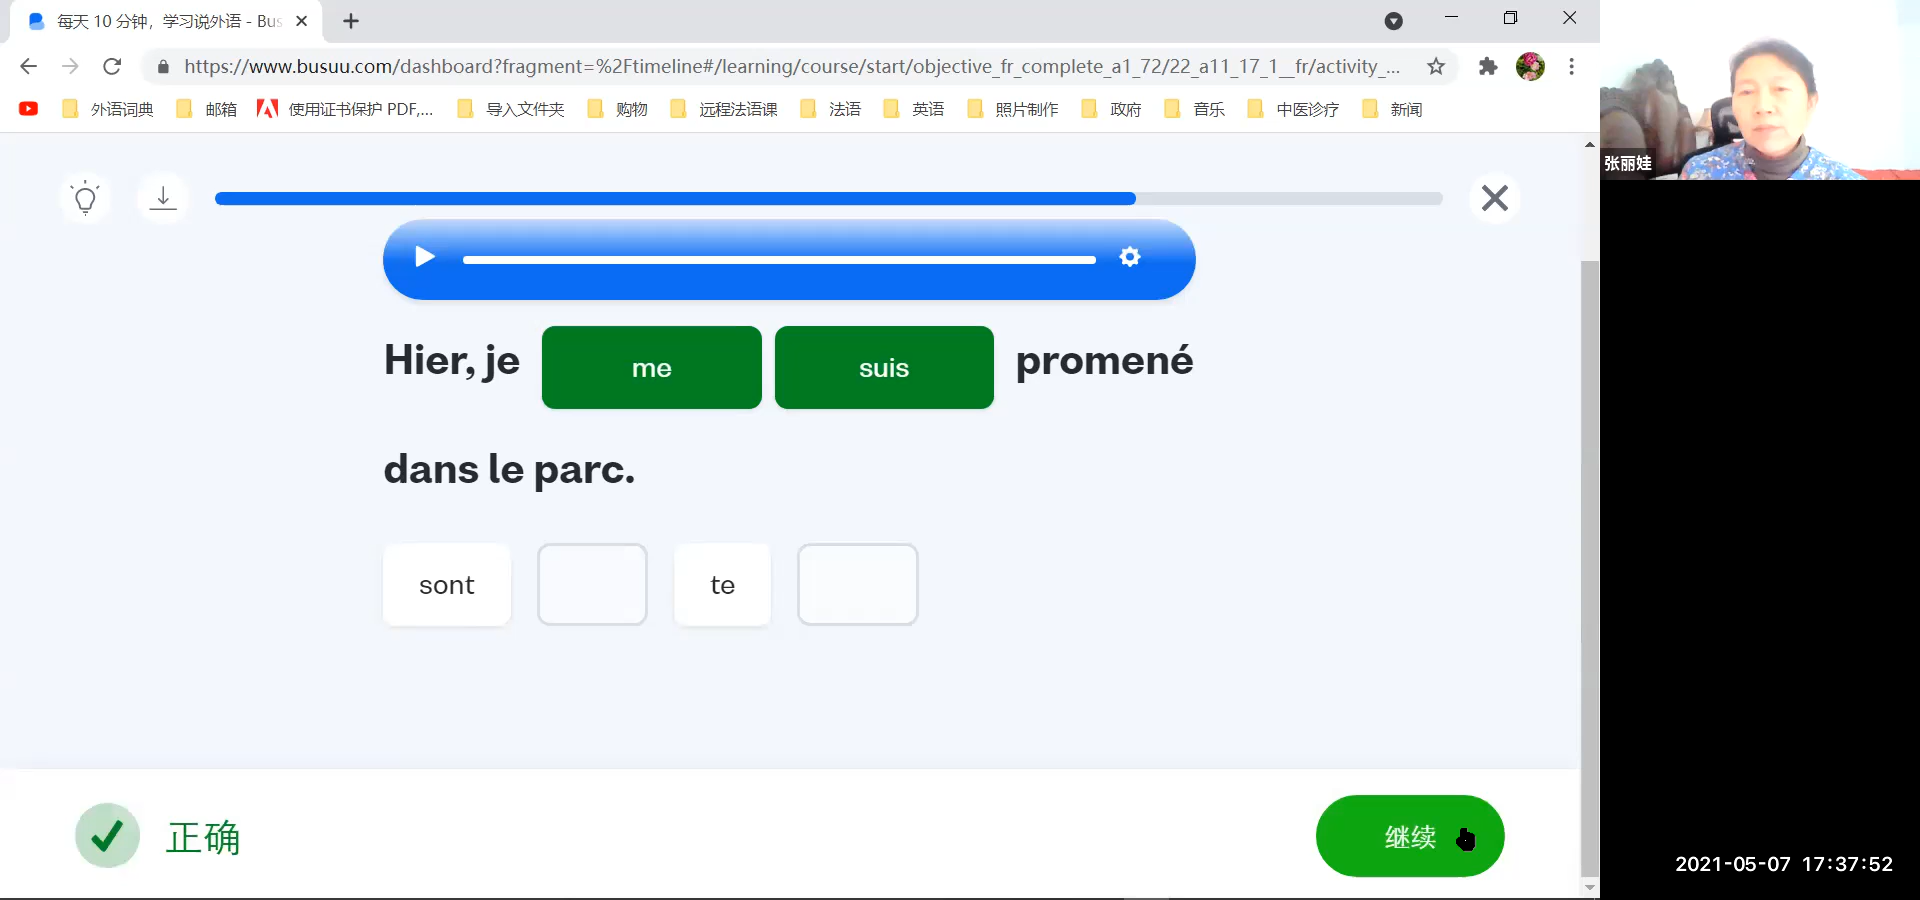 每天 10 分钟，学习说外语 - Bus
https://www.busuu.com/dashboard?fragment=%2Ftimeline#/learning/course/start/objective_fr_complete_a1_72/22_a11_17_1__fr/activity_...
外语词典 邮箱 使用证书保护 PDF,... 导入文件夹 购物 远程法语课 法语 英语 照片制作 政府 音乐 中医诊疗 新闻
张丽娃
Hier, je me suis promené
dans le parc.
sont te
正确 继续
2021-05-07 17:37:52